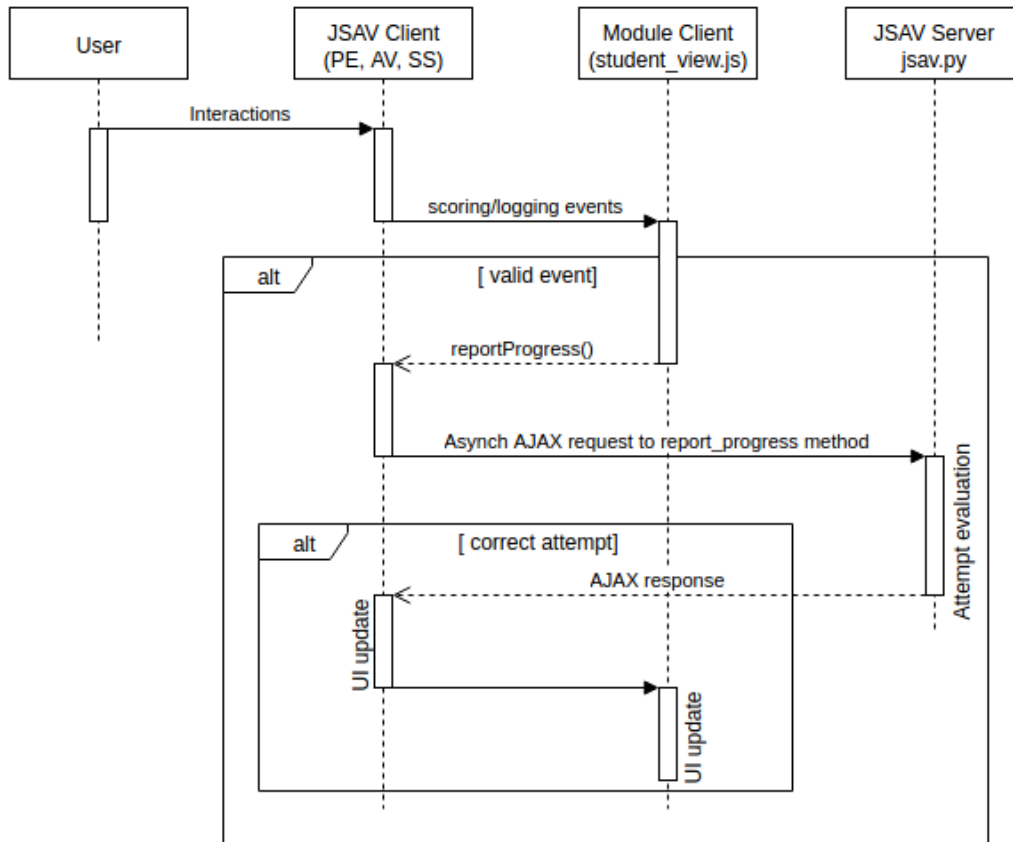 User
JSAV Client
(PE, AV, SS)
Module Client
(student_view.js)
JSAV Server
jsav.py
Interactions
scoring/logging events
alt
[ valid event]
reportProgress()
Asynch AJAX request to report_progress method
Attempt evaluation
alt
[ correct attempt]
AJAX response
UI update
UI update